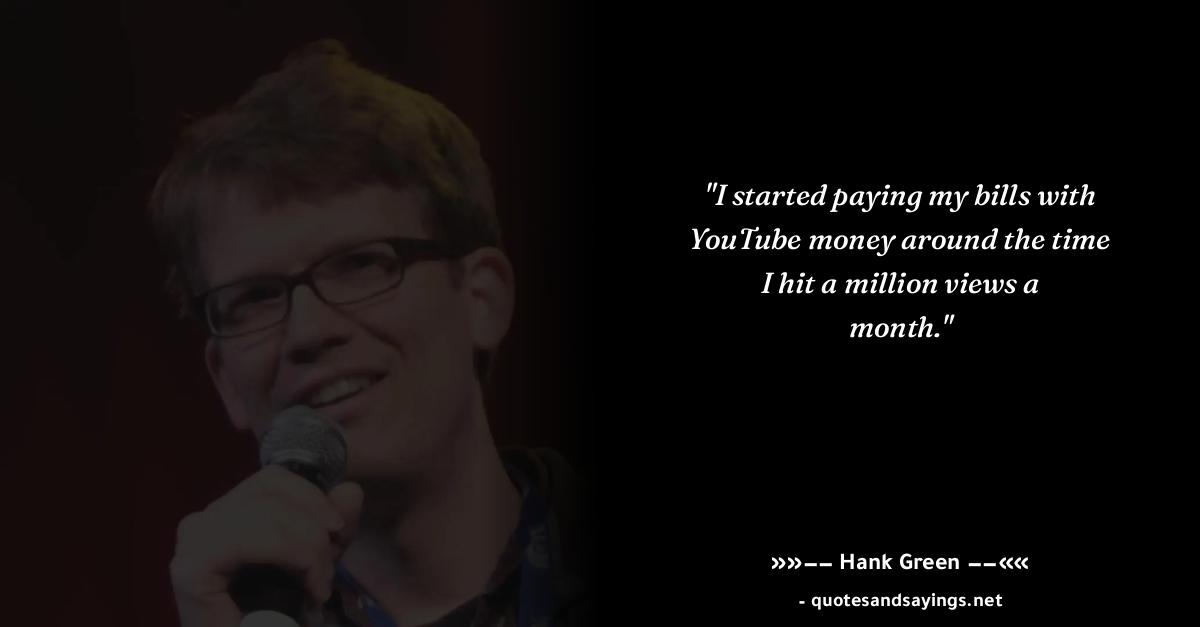 "I started paying my bills with
YouTube money around the time
I hit a million views a
month."
»»−− Hank Green −−««
- quotesandsayings.net